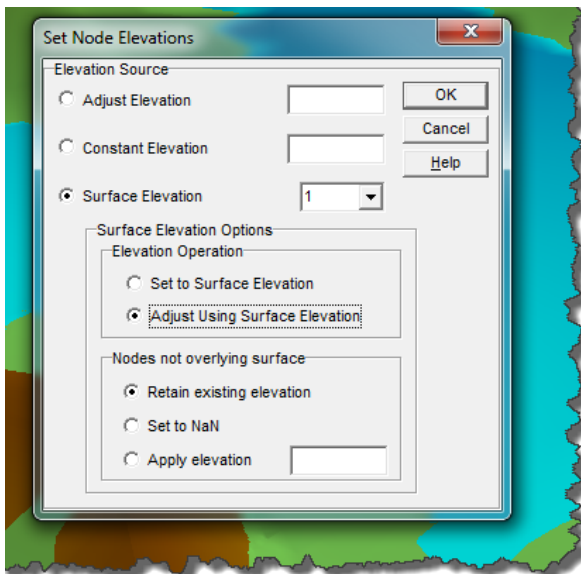 Set Node Elevations
Elevation Source
Adjust Elevation
OK
Cancel
Constant Elevation
Help
Surface Elevation 1
Surface Elevation Options
Elevation Operation
Set to Surface Elevation
Adjust Using Surface Elevation
Nodes not overlying surface
Retain existing elevation
Set to NaN
Apply elevation